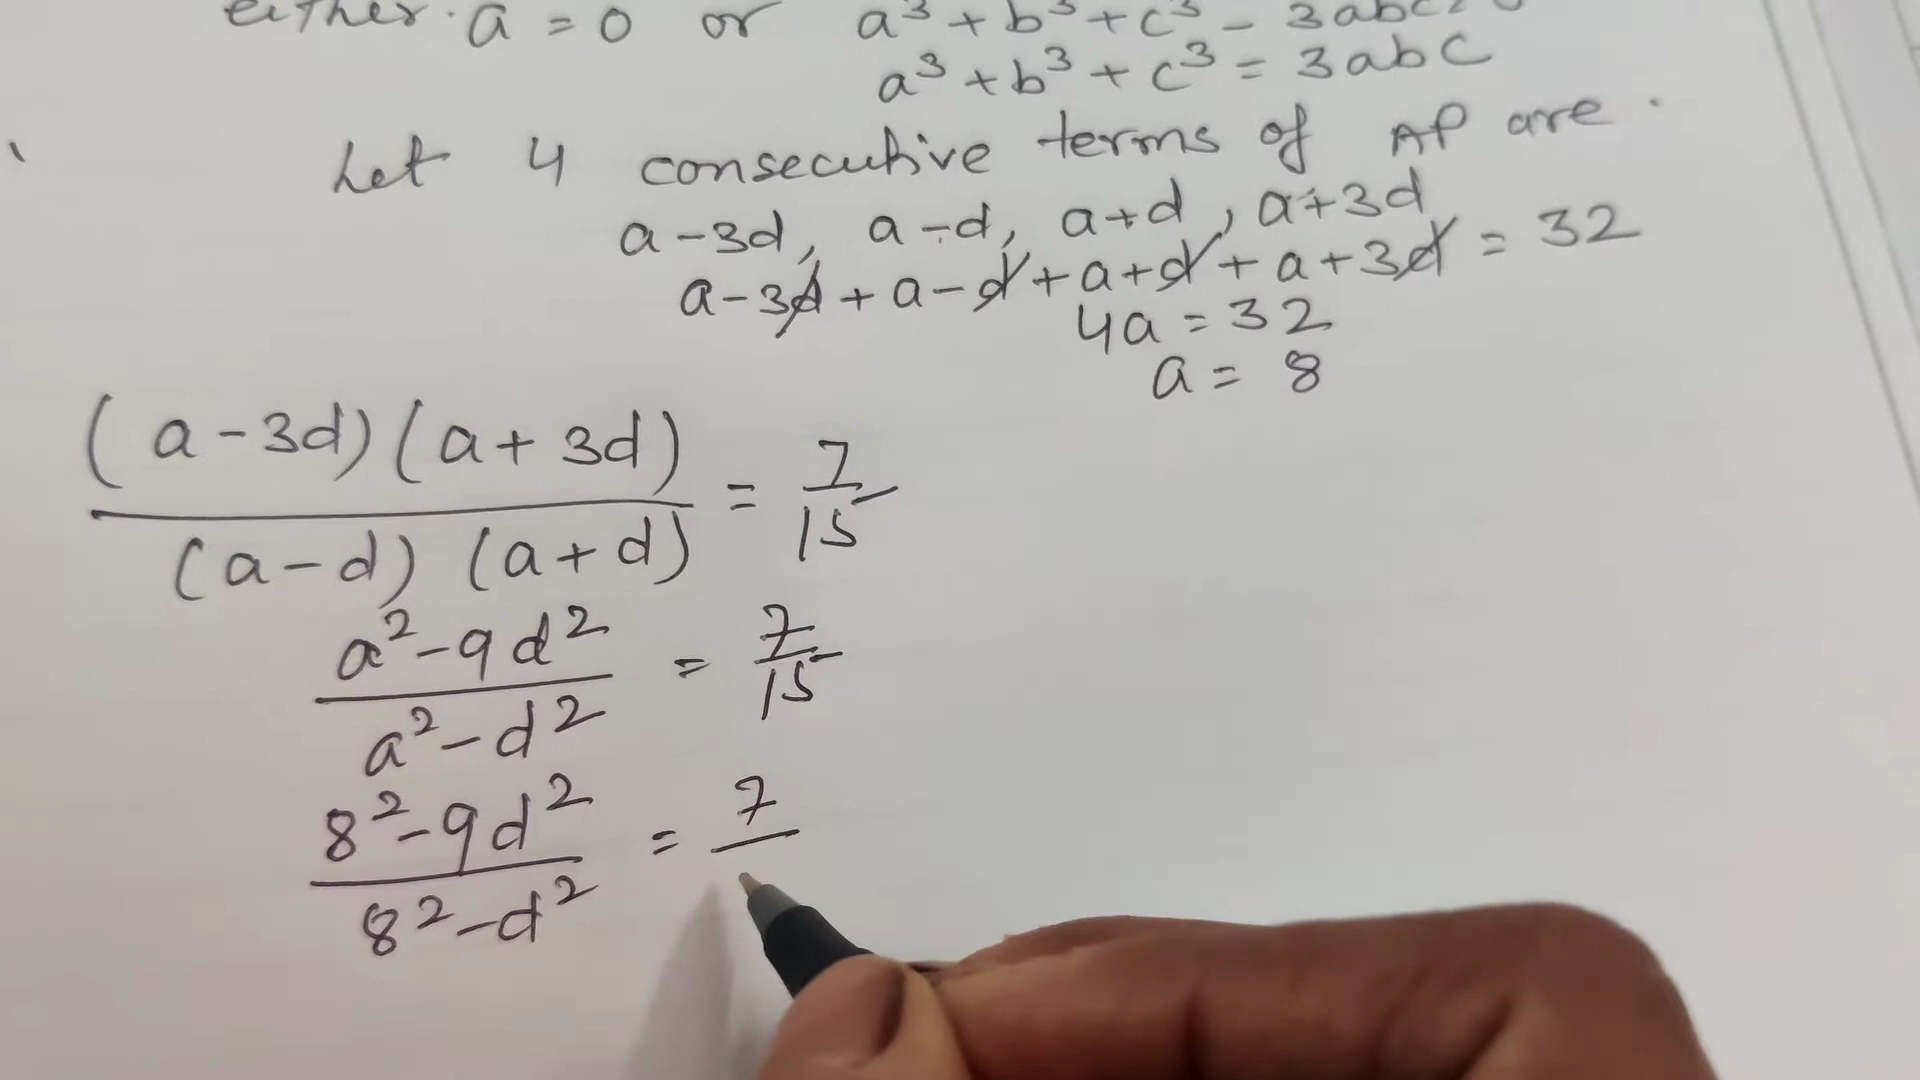 either. a = 0 or a³ + b³ + c³ - 3abc =
a³ + b³ + c³ = 3abc
Let 4 consecutive terms of AP are.
a-3d, a-d, a+d, a+3d
a-3d + a-d + a+d + a+3d = 32
4a = 32
a = 8
(a-3d)(a+3d) / (a-d)(a+d) = 7/15
a²-9d² / a²-d² = 7/15
8²-9d² / 8²-d² = 7/